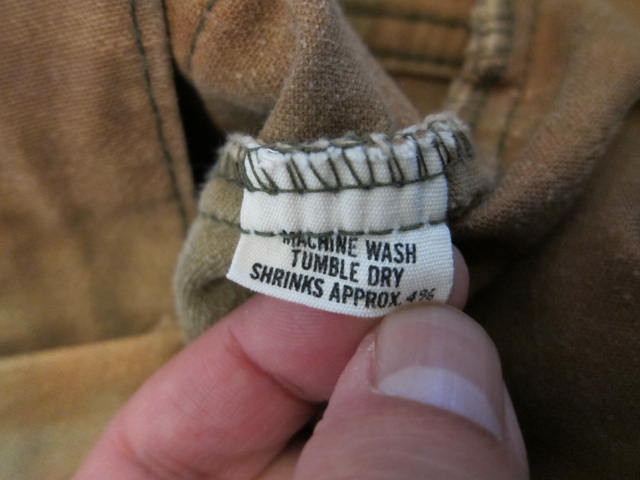 MACHINE WASH
TUMBLE DRY
SHRINKS APPROX. 4%